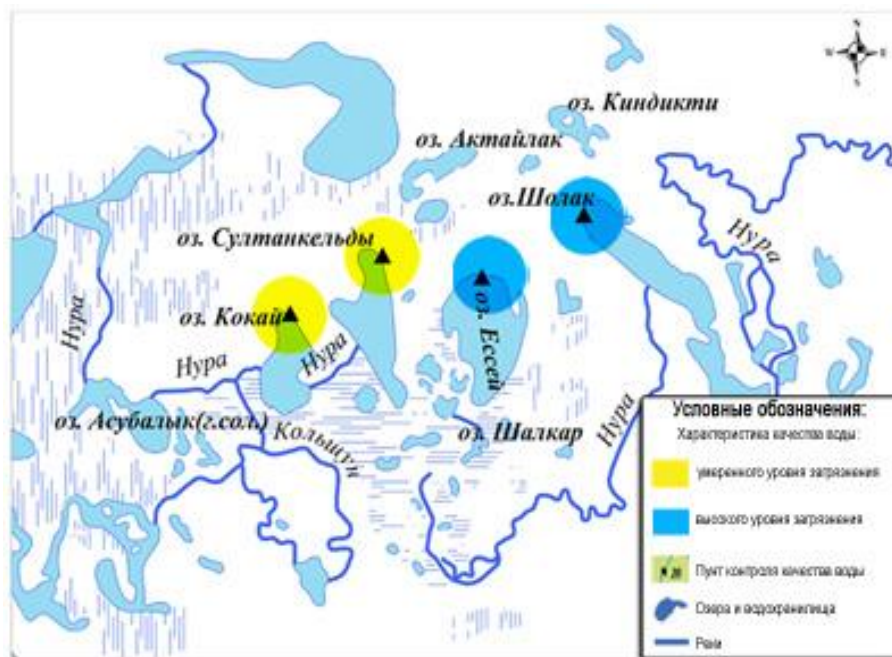 N
W E
S
оз. Киндикти
оз. Актайлак
оз.Шолак
Нура
оз. Султанкельды
оз. Кокай
Нура
Нура
Нура
оз. Ессей
Нура
оз. Асубалык(г.сол.)
Колыштн
оз. Шалкар
Условные обозначения:
Характеристика качества воды:
умеренного уровня загрязнения
высокого уровня загрязнения
Пункт контроля качества воды
Озера и водохренилища
Реки